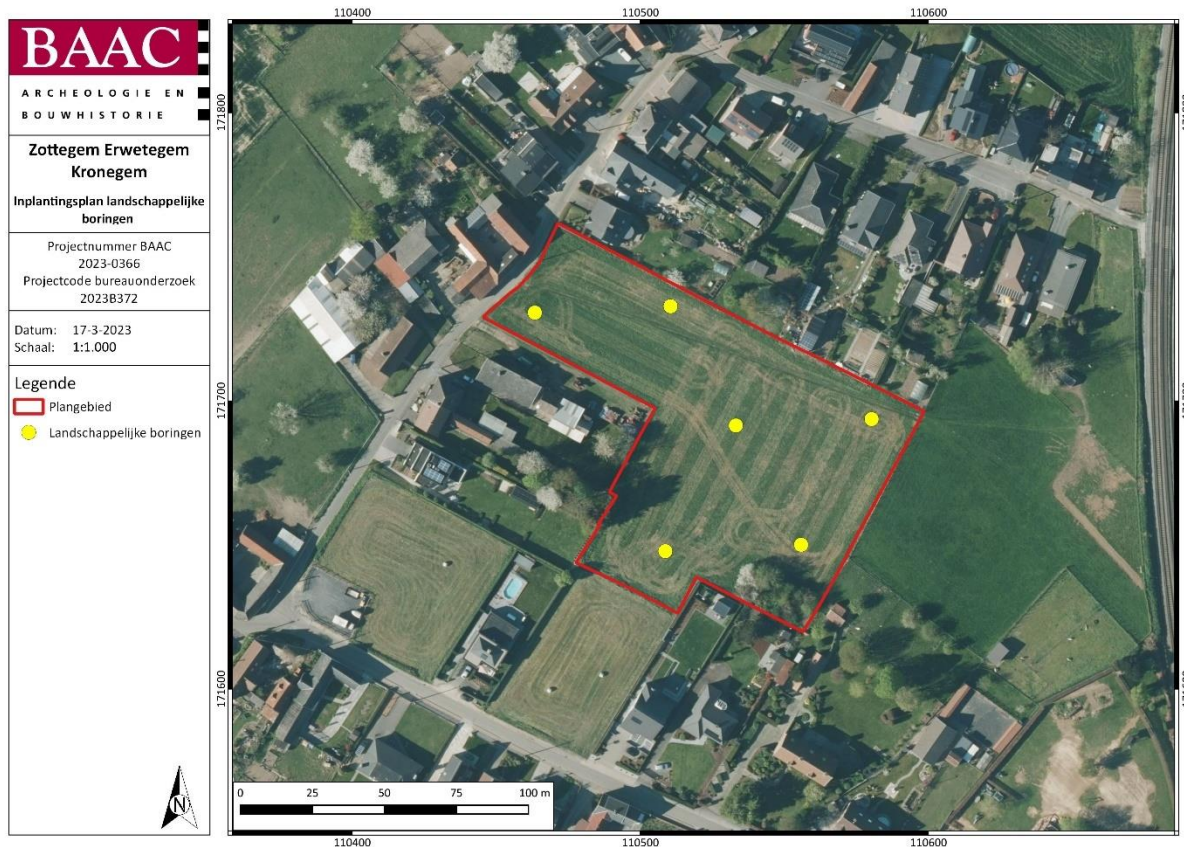 BAAC
ARCHEOLOGIE EN
BOUWHISTORIE
Zottegem Erwetegem
Kronegem
Inplantingsplan landschappelijke
boringen
Projectnummer BAAC
2023-0366
Projectcode bureauonderzoek
2023B372
Datum: 17-3-2023
Schaal: 1:1.000
Legende
Plangebied
Landschappelijke boringen
N
110400 110500 110600
171800
171700
171600
0 25 50 75 100 m
110400 110500 110600